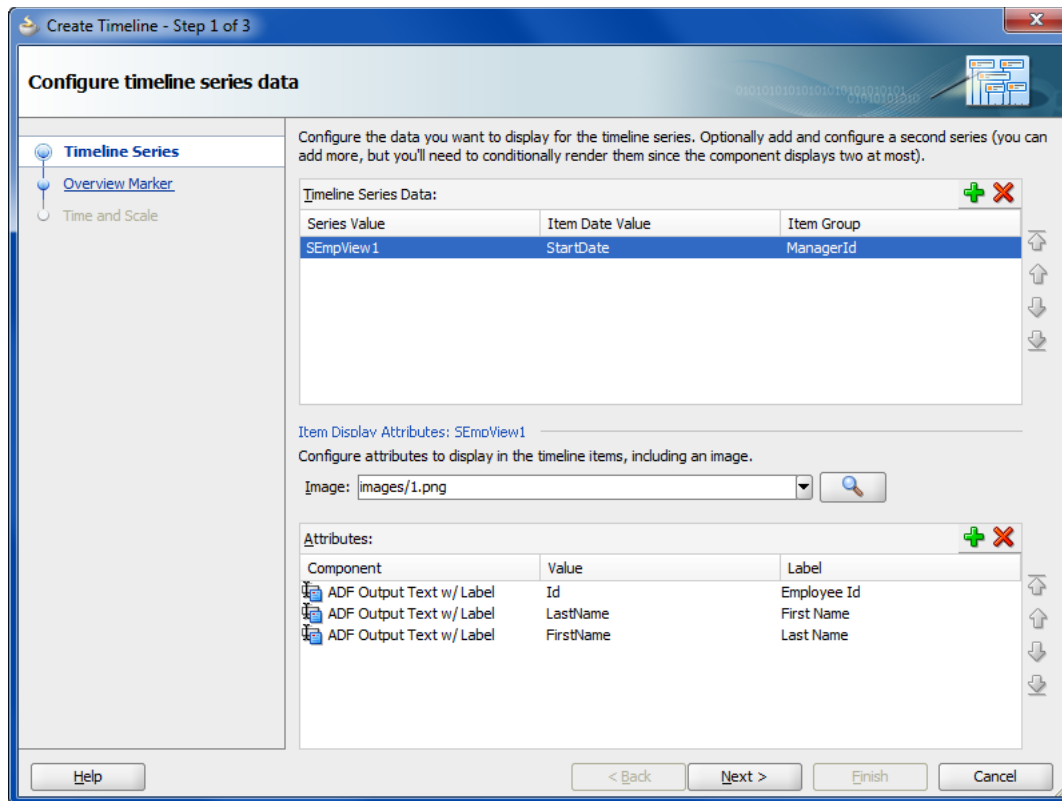 Create Timeline - Step 1 of 3
Configure timeline series data
Timeline Series
Overview Marker
Time and Scale
Configure the data you want to display for the timeline series. Optionally add and configure a second series (you can
add more, but you'll need to conditionally render them since the component displays two at most).
Timeline Series Data:
Series Value Item Date Value Item Group
SEmpView1 StartDate ManagerId
Item Display Attributes: SEmpView1
Configure attributes to display in the timeline items, including an image.
Image: images/1.png
Attributes:
Component Value Label
ADF Output Text w/ Label Id Employee Id
ADF Output Text w/ Label LastName First Name
ADF Output Text w/ Label FirstName Last Name
Help < Back Next > Finish Cancel